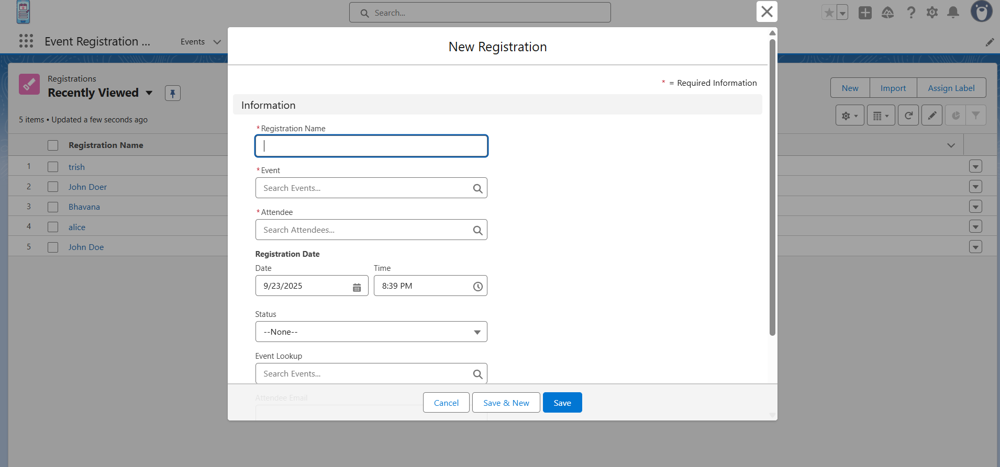 Search...
Event Registration ...
Events
Registrations
Recently Viewed
New
Import
Assign Label
5 items • Updated a few seconds ago
Registration Name
1 trish
2 John Doer
3 Bhavana
4 alice
5 John Doe
New Registration
* = Required Information
Information
*Registration Name
*Event
Search Events...
*Attendee
Search Attendees...
Registration Date
Date
Time
9/23/2025
8:39 PM
Status
--None--
Event Lookup
Search Events...
Attendee Email
Cancel
Save & New
Save